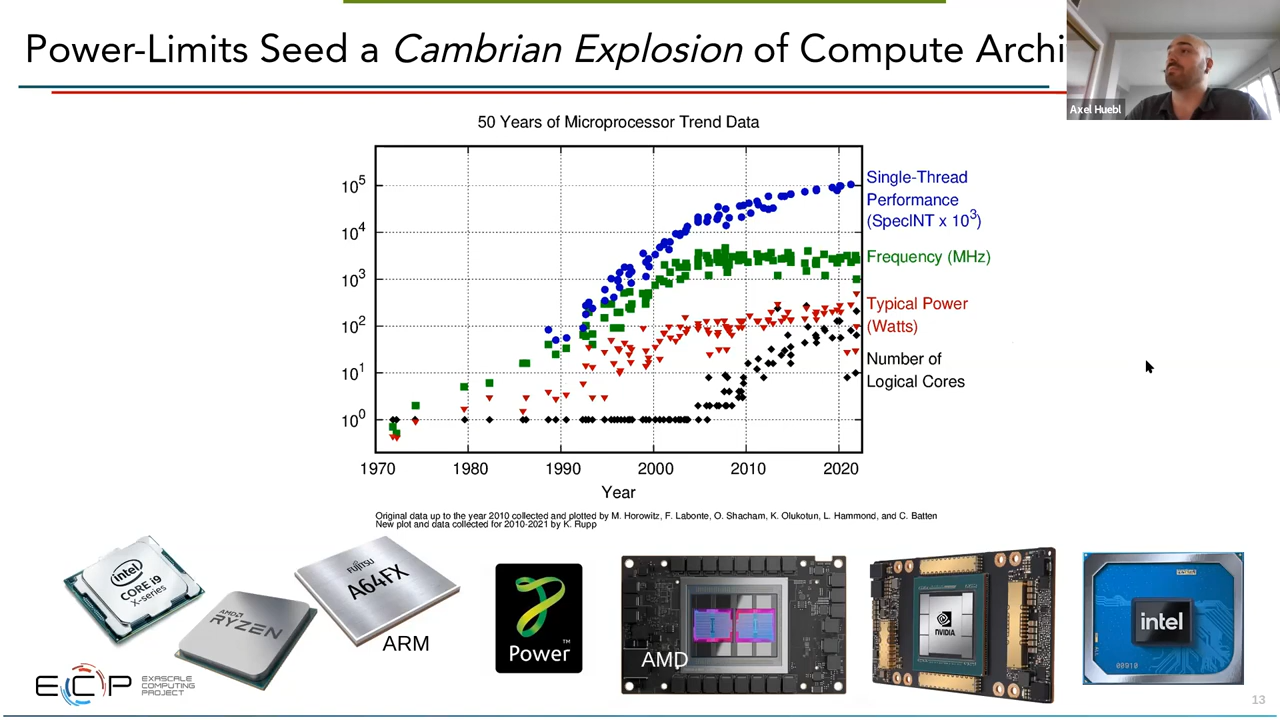 Power-Limits Seed a Cambrian Explosion of Compute Archi
Axel Huebl
50 Years of Microprocessor Trend Data
10^5
10^4
10^3
10^2
10^1
10^0
Single-Thread
Performance
(SpecINT x 10^3)
Frequency (MHz)
Typical Power
(Watts)
Number of
Logical Cores
1970 1980 1990 2000 2010 2020
Year
Original data up to the year 2010 collected and plotted by M. Horowitz, F. Labonte, O. Shacham, K. Olukotun, L. Hammond, and C. Batten
New plot and data collected for 2010-2021 by K. Rupp
intel
CORE i9
X-series
AMD
RYZEN
FUJITSU
A64FX
ARM
Power™
AMD
NVIDIA
intel
ECP
EXASCALE
COMPUTING
PROJECT
13